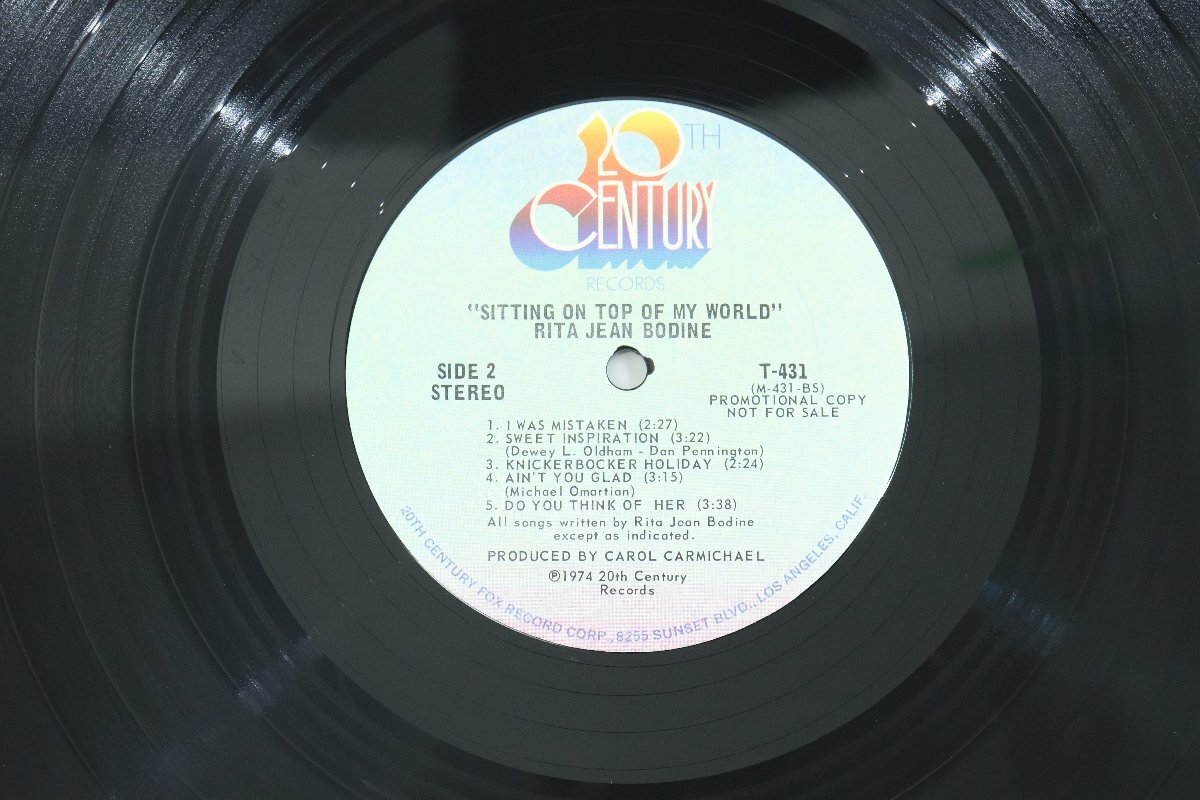 20TH
CENTURY
RECORDS
"SITTING ON TOP OF MY WORLD"
RITA JEAN BODINE
SIDE 2
STEREO
T-431
(M-431-BS)
PROMOTIONAL COPY
NOT FOR SALE
1. I WAS MISTAKEN (2:27)
2. SWEET INSPIRATION (3:22)
(Dewey L. Oldham - Dan Pennington)
3. KNICKERBOCKER HOLIDAY (2:24)
4. AIN'T YOU GLAD (3:15)
(Michael Omartian)
5. DO YOU THINK OF HER (3:38)
All songs written by Rita Jean Bodine
except as indicated.
PRODUCED BY CAROL CARMICHAEL
℗1974 20th Century
Records
20TH CENTURY FOX RECORD CORP., 8255 SUNSET BLVD., LOS ANGELES, CALIF.